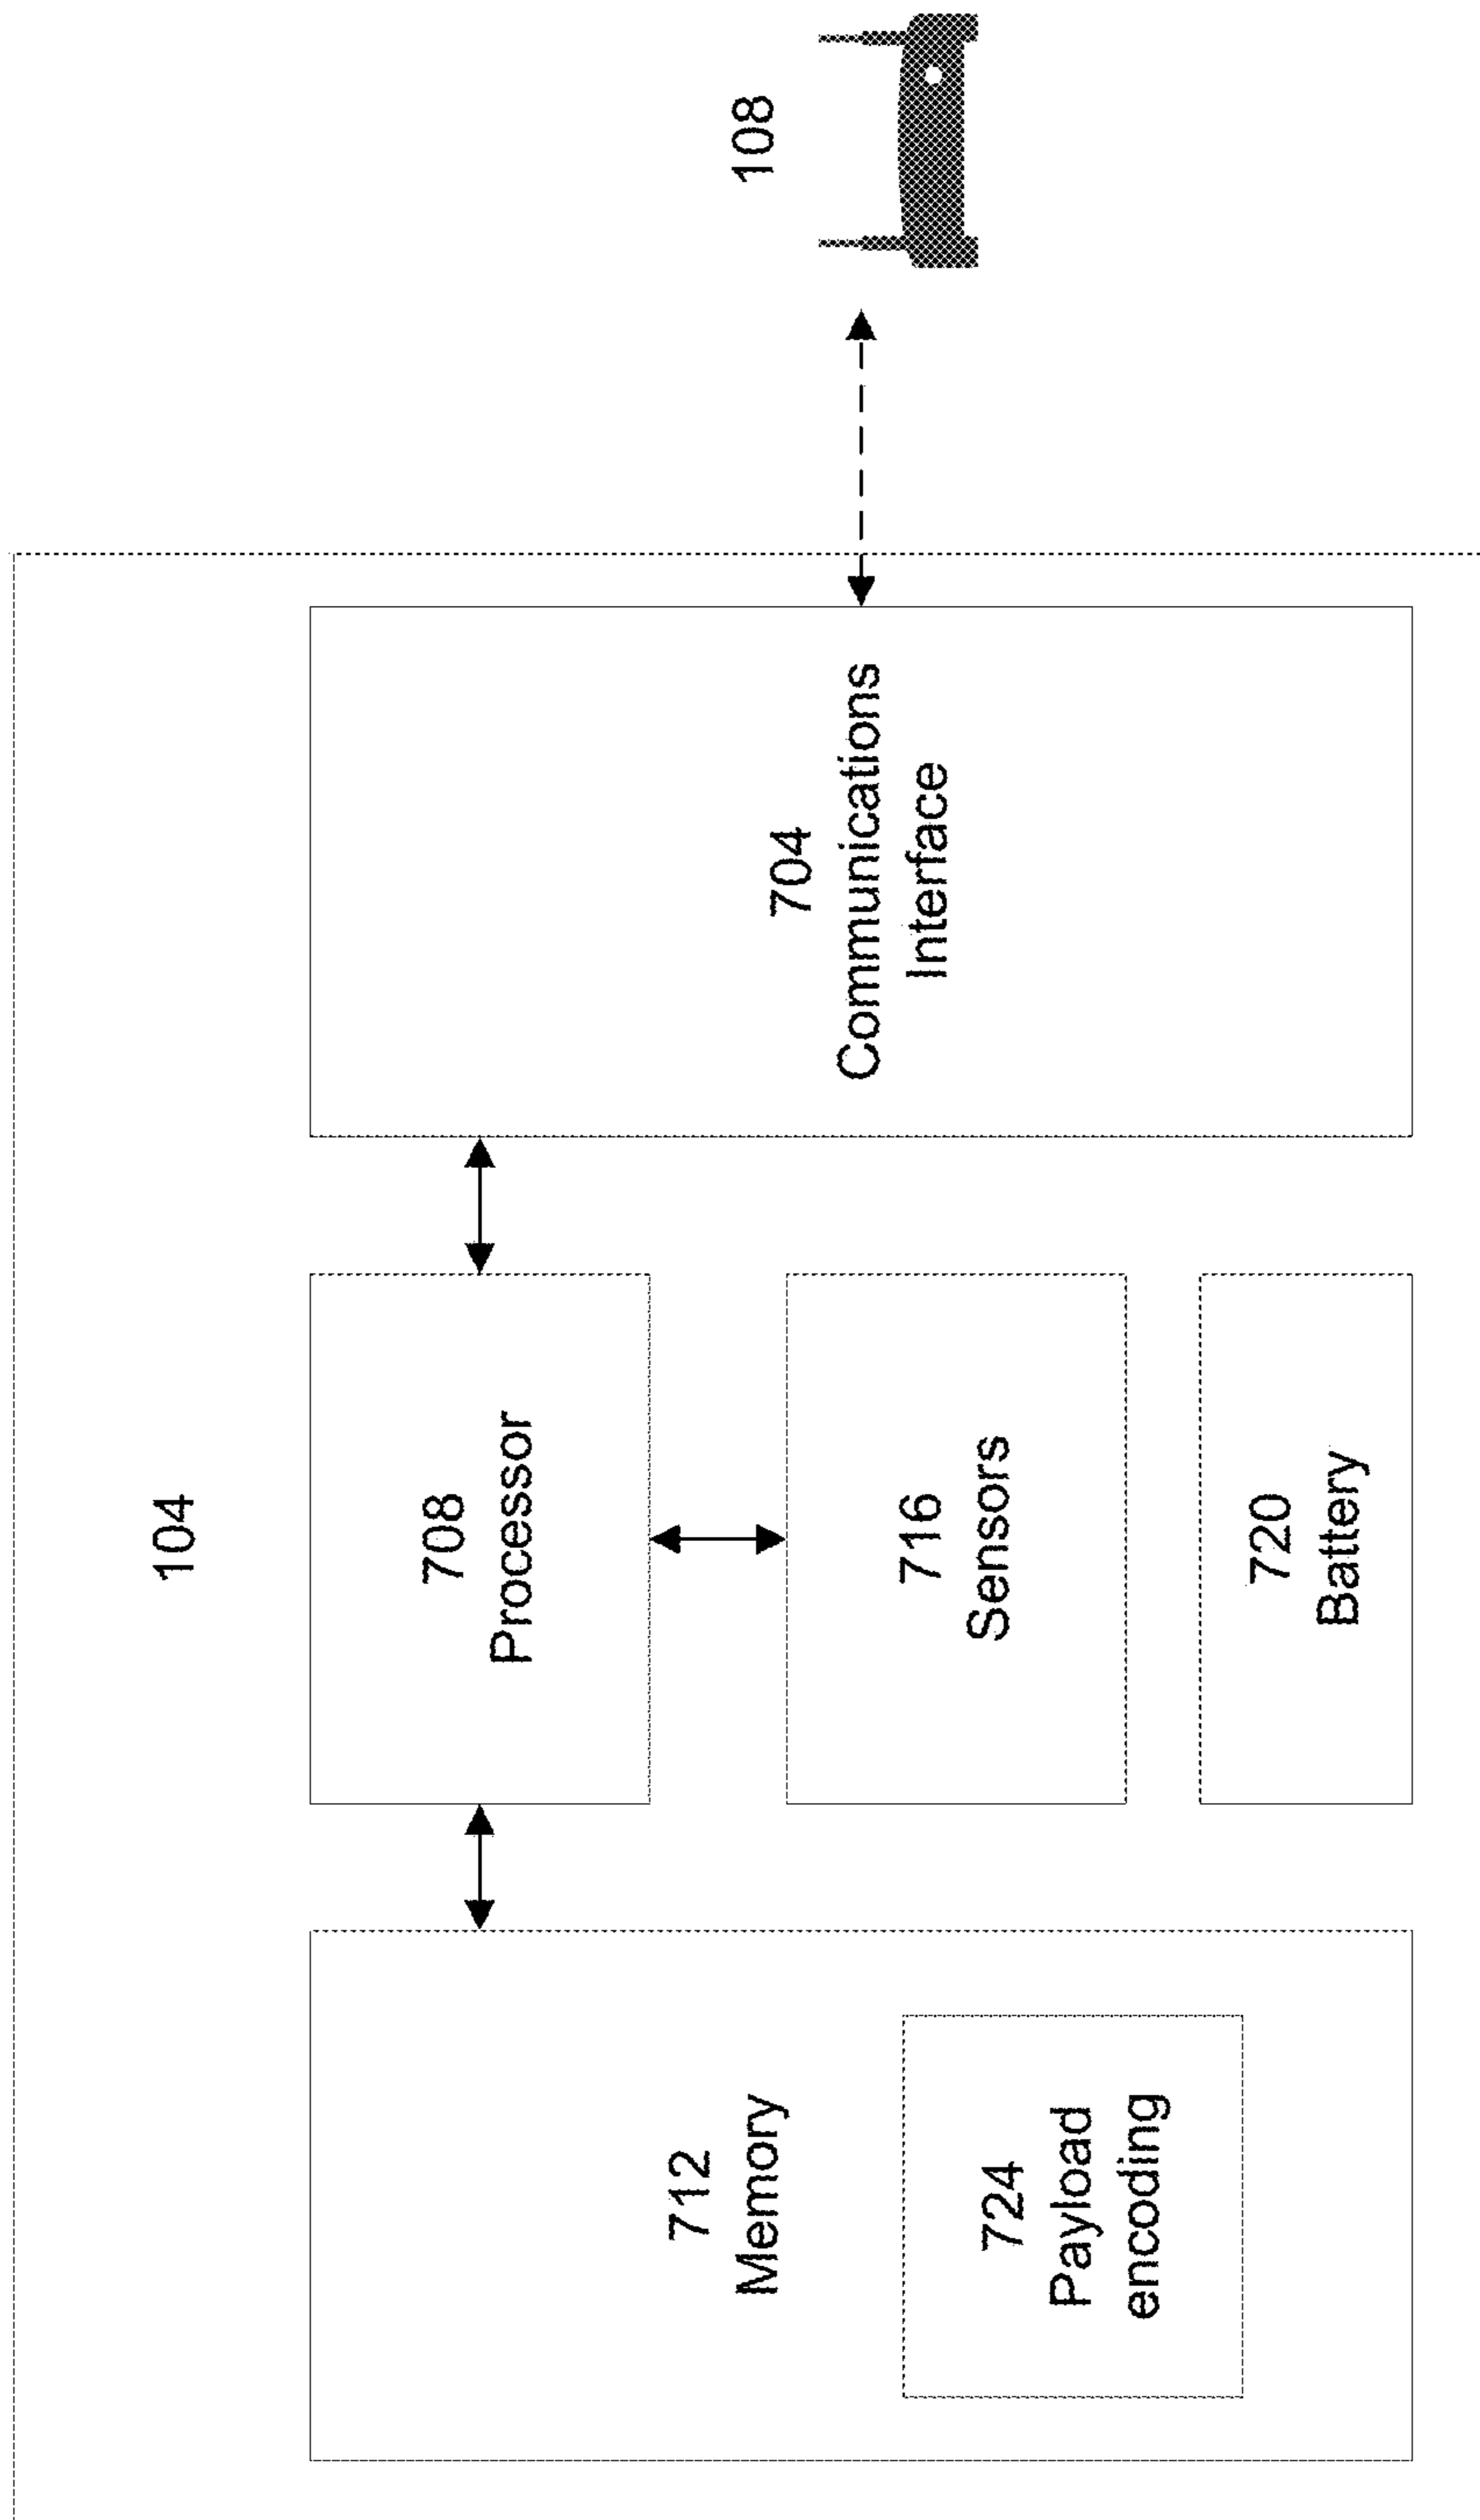 104
712
Memory
724
Payload
encoding
708
Processor
716
Sensors
720
Battery
704
Communications
Interface
108